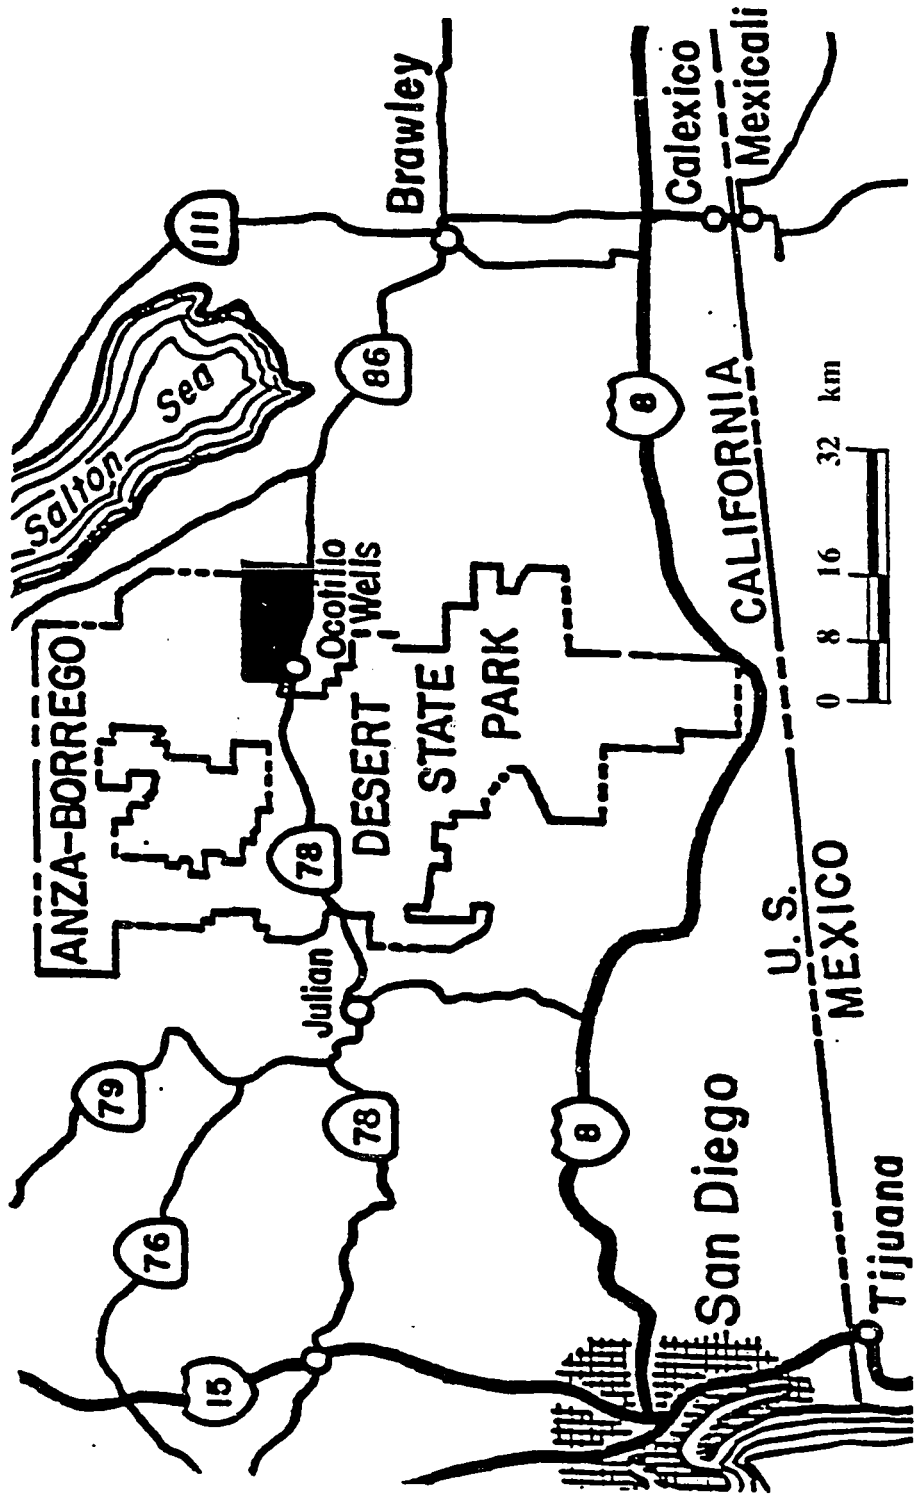 ANZA-BORREGO
Salton
Sea
79
76
15
111
78
Julian
Ocotillo
Wells
78
86
DESERT
STATE
PARK
Brawley
8
8
San Diego
CALIFORNIA
Calexico
Mexicali
U. S.
MEXICO
0 8 16 32 km
Tijuana